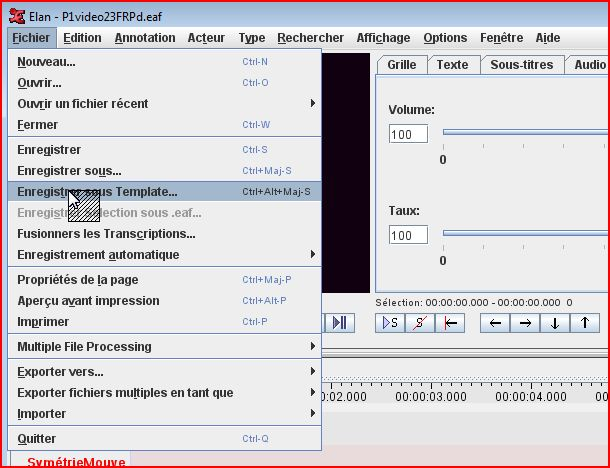 Elan - P1video23FRPd.eaf
Fichier Edition Annotation Acteur Type Rechercher Affichage Options Fenêtre Aide
Nouveau... Ctrl-N
Ouvrir... Ctrl-O
Ouvrir un fichier récent
Fermer Ctrl-W
Enregistrer Ctrl-S
Enregistrer sous... Ctrl+Maj-S
Enregistrer sous Template... Ctrl+Alt+Maj-S
Enregistrer Sélection sous .eaf...
Fusionners les Transcriptions...
Enregistrement automatique
Propriétés de la page Ctrl+Maj-P
Aperçu avant impression Ctrl+Alt-P
Imprimer Ctrl-P
Multiple File Processing
Exporter vers...
Exporter fichiers multiples en tant que
Importer
Quitter Ctrl-Q
Grille Texte Sous-titres Audio
Volume:
100
0
Taux:
100
0
Sélection: 00:00:00.000 - 00:00:00.000 0
S S
0:02.000 00:00:03.000 00:00:04.000
SymétrieMouve